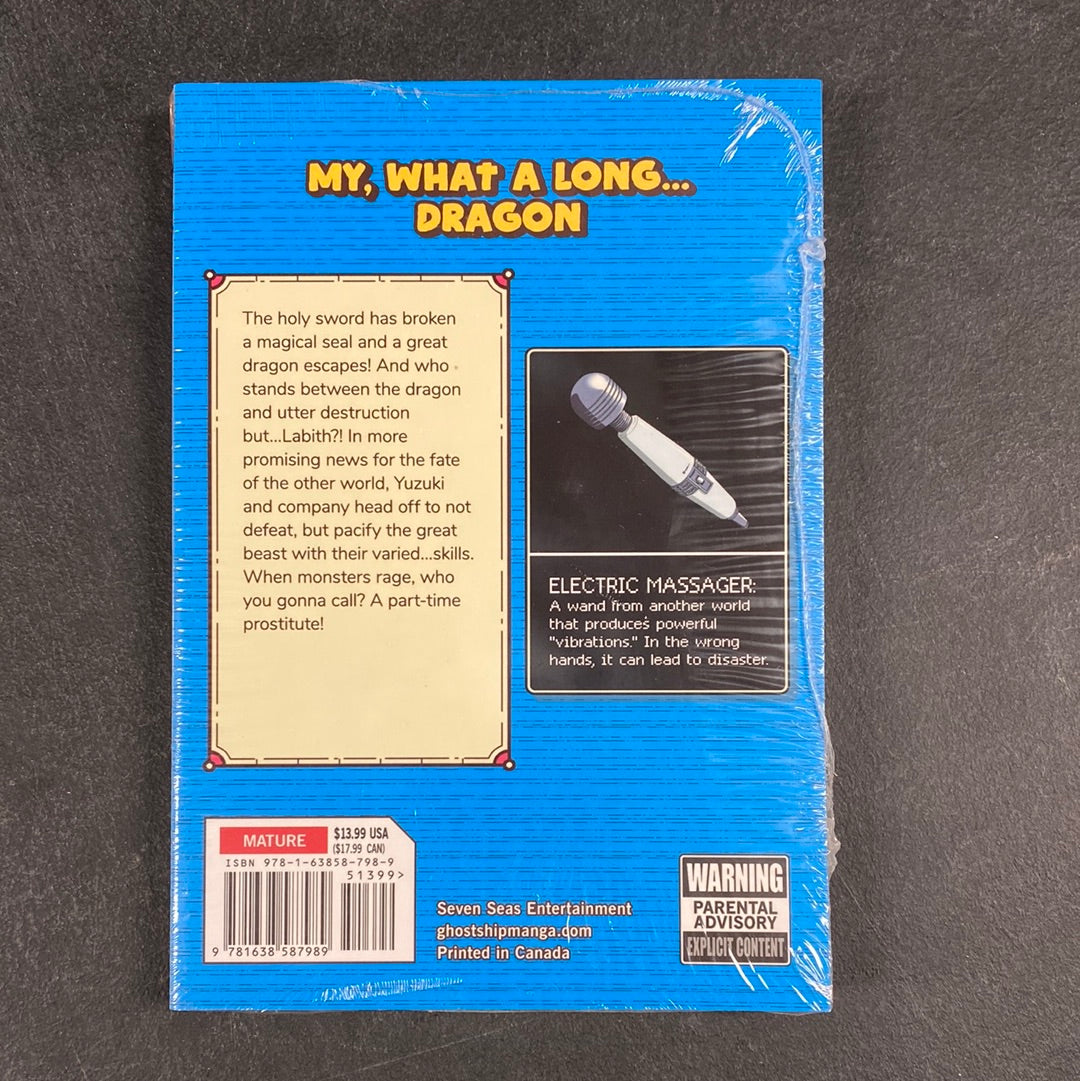 MY, WHAT A LONG...
DRAGON
The holy sword has broken
a magical seal and a great
dragon escapes! And who
stands between the dragon
and utter destruction
but...Labith?! In more
promising news for the fate
of the other world, Yuzuki
and company head off to not
defeat, but pacify the great
beast with their varied...skills.
When monsters rage, who
you gonna call? A part-time
prostitute!
ELECTRIC MASSAGER:
A wand from another world
that produces powerful
"vibrations." In the wrong
hands, it can lead to disaster.
MATURE
$13.99 USA
($17.99 CAN)
ISBN 978-1-63858-798-9
51399>
9 781638 587989
Seven Seas Entertainment
ghostshipmanga.com
Printed in Canada
WARNING
PARENTAL
ADVISORY
EXPLICIT CONTENT